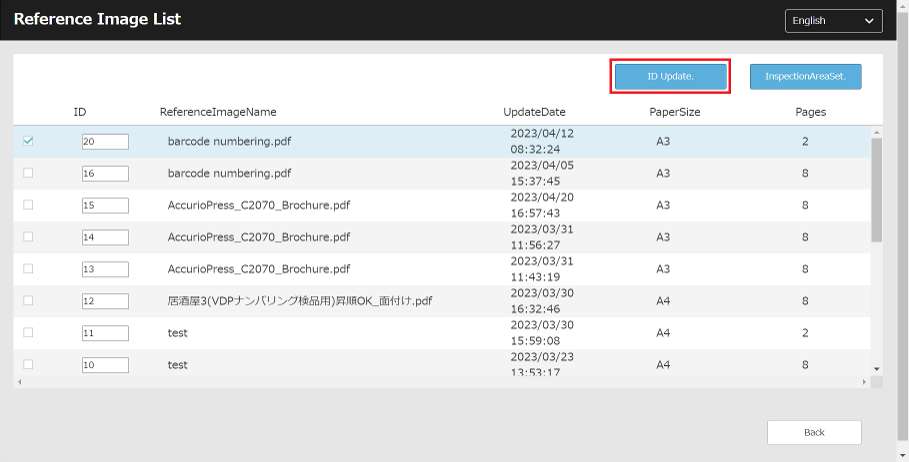 Reference Image List
English
ID Update.
InspectionAreaSet.
ID ReferenceImageName UpdateDate PaperSize Pages
20 barcode numbering.pdf 2023/04/12 08:32:24 A3 2
16 barcode numbering.pdf 2023/04/05 15:37:45 A3 8
15 AccurioPress_C2070_Brochure.pdf 2023/04/20 16:57:43 A3 8
14 AccurioPress_C2070_Brochure.pdf 2023/03/31 11:56:27 A3 8
13 AccurioPress_C2070_Brochure.pdf 2023/03/31 11:43:19 A3 8
12 居酒屋3(VDPナンバリング検品用)昇順OK_面付け.pdf 2023/03/30 16:32:46 A4 8
11 test 2023/03/30 15:59:08 A4 2
10 test 2023/03/23 13:53:17 A4 8
Back